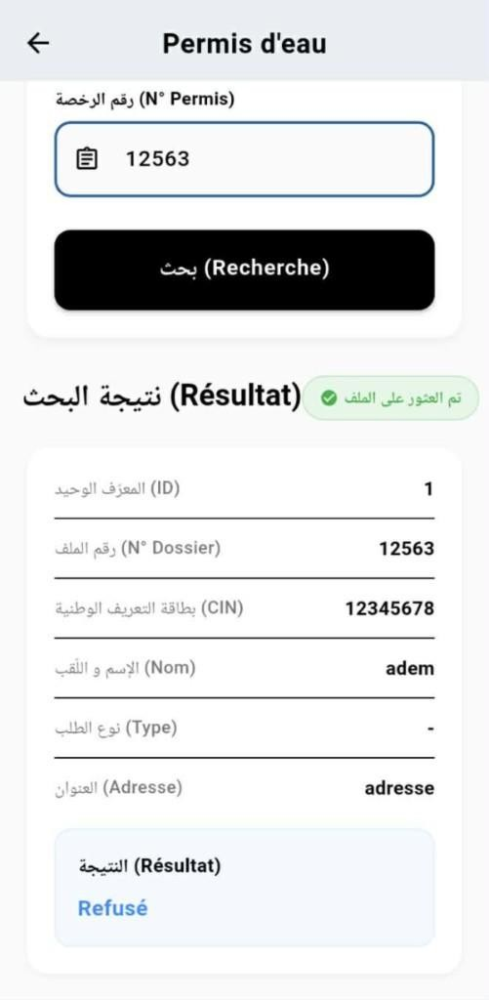 Permis d'eau
رقم الرخصة (N° Permis)
12563
بحث (Recherche)
نتيجة البحث (Résultat)
تم العثور على الملف
المعرّف الوحيد (ID)
1
رقم الملف (N° Dossier)
12563
بطاقة التعريف الوطنية (CIN)
12345678
الإسم و اللّقب (Nom)
adem
نوع الطلب (Type)
-
العنوان (Adresse)
adresse
النتيجة (Résultat)
Refusé